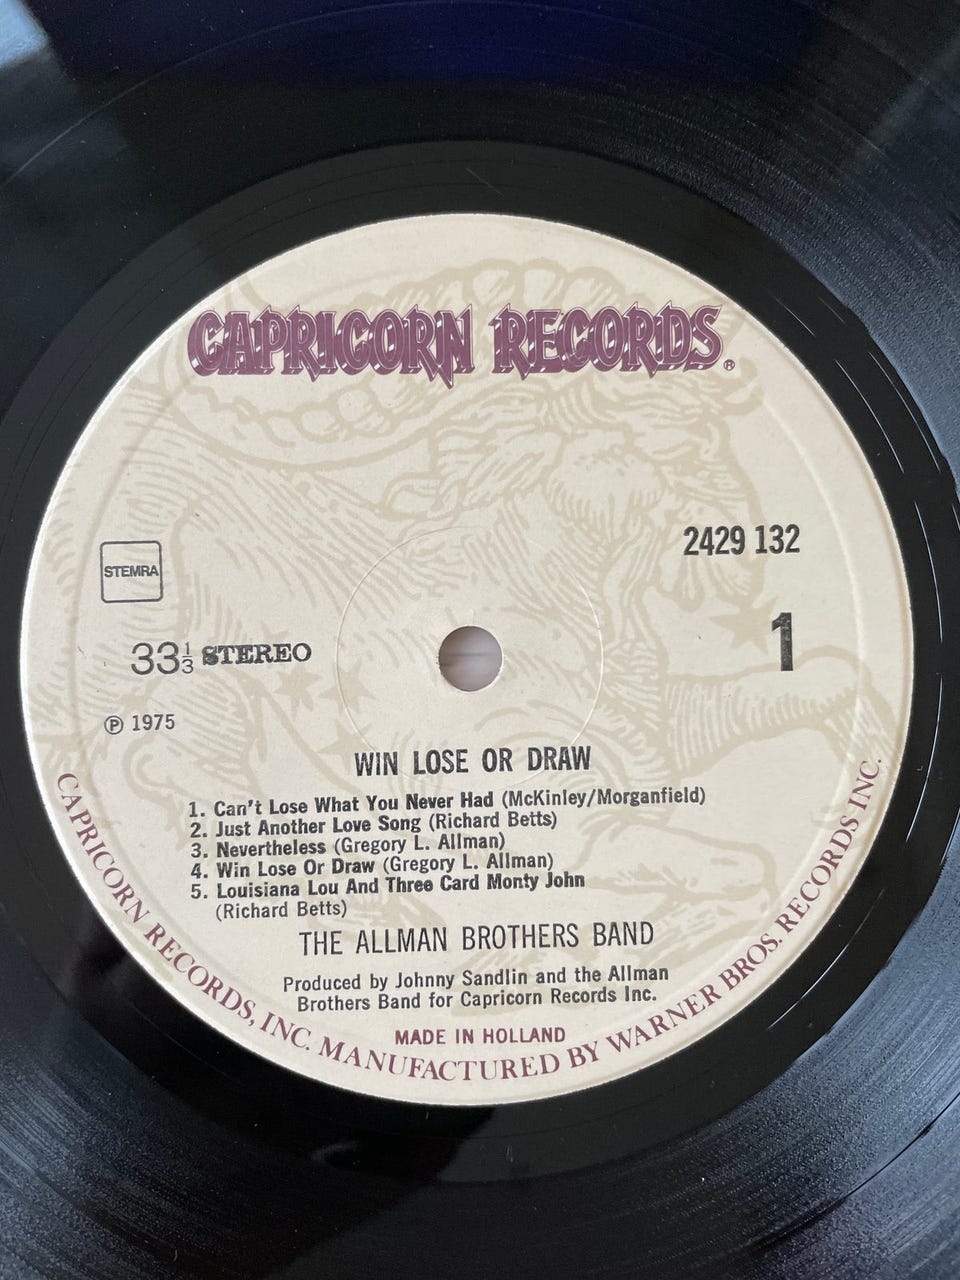 CAPRICORN RECORDS®
2429 132
STEMRA
1
33 1/3 STEREO
℗ 1975
WIN LOSE OR DRAW
1. Can't Lose What You Never Had (McKinley/Morganfield)
2. Just Another Love Song (Richard Betts)
3. Nevertheless (Gregory L. Allman)
4. Win Lose Or Draw (Gregory L. Allman)
5. Louisiana Lou And Three Card Monty John
(Richard Betts)
THE ALLMAN BROTHERS BAND
Produced by Johnny Sandlin and the Allman
Brothers Band for Capricorn Records Inc.
MADE IN HOLLAND
CAPRICORN RECORDS, INC. MANUFACTURED BY WARNER BROS. RECORDS INC.